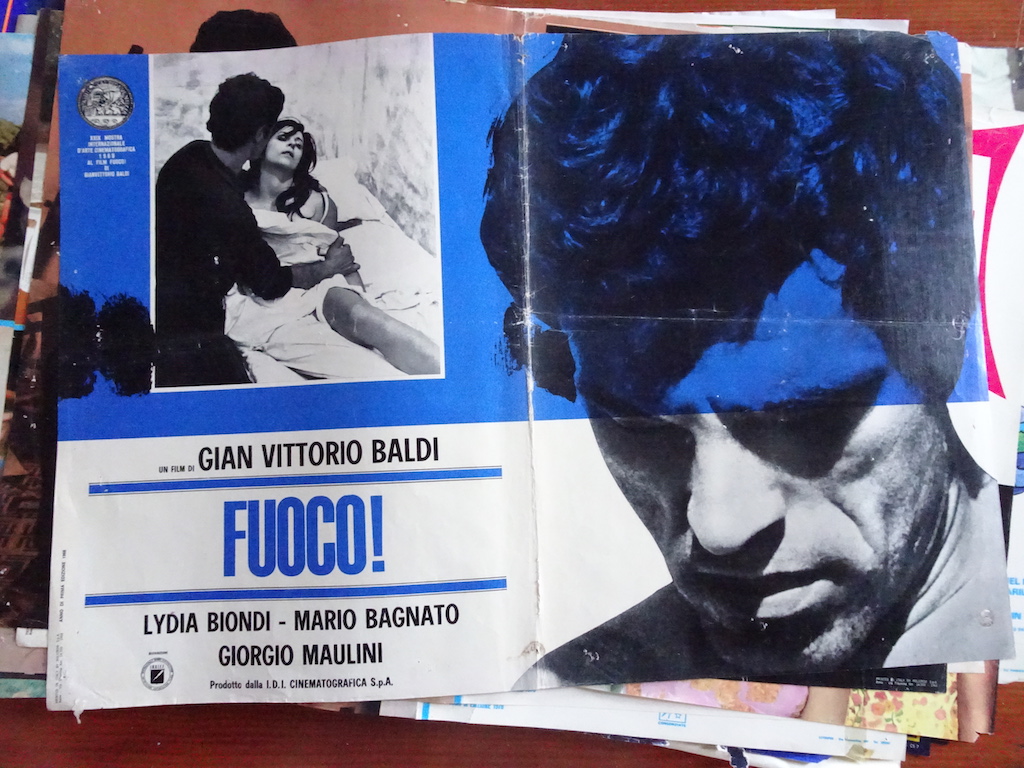 XXIX MOSTRA
INTERNAZIONALE
D'ARTE CINEMATOGRAFICA
1968
AL FILM FUOCO!
DI
GIANVITTORIO BALDI
UN FILM DI GIAN VITTORIO BALDI
FUOCO!
LYDIA BIONDI - MARIO BAGNATO
GIORGIO MAULINI
Prodotto dalla I.D.I. CINEMATOGRAFICA S.p.A.